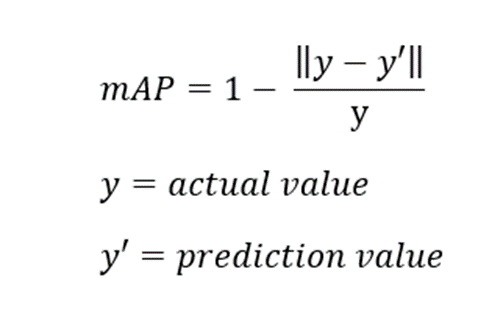 mAP = 1 − ‖y − y′‖ / y
y = actual value
y′ = prediction value